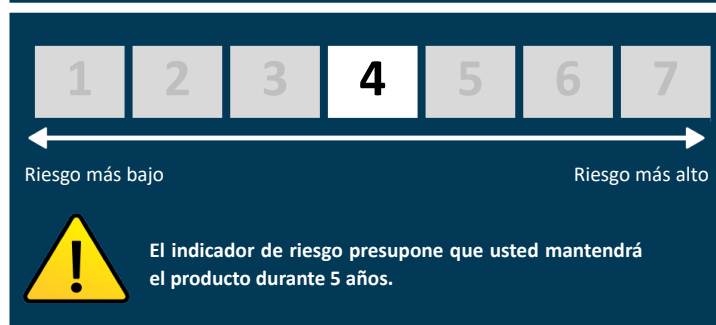 1 2 3 4 5 6 7
Riesgo más bajo Riesgo más alto
El indicador de riesgo presupone que usted mantendrá
el producto durante 5 años.